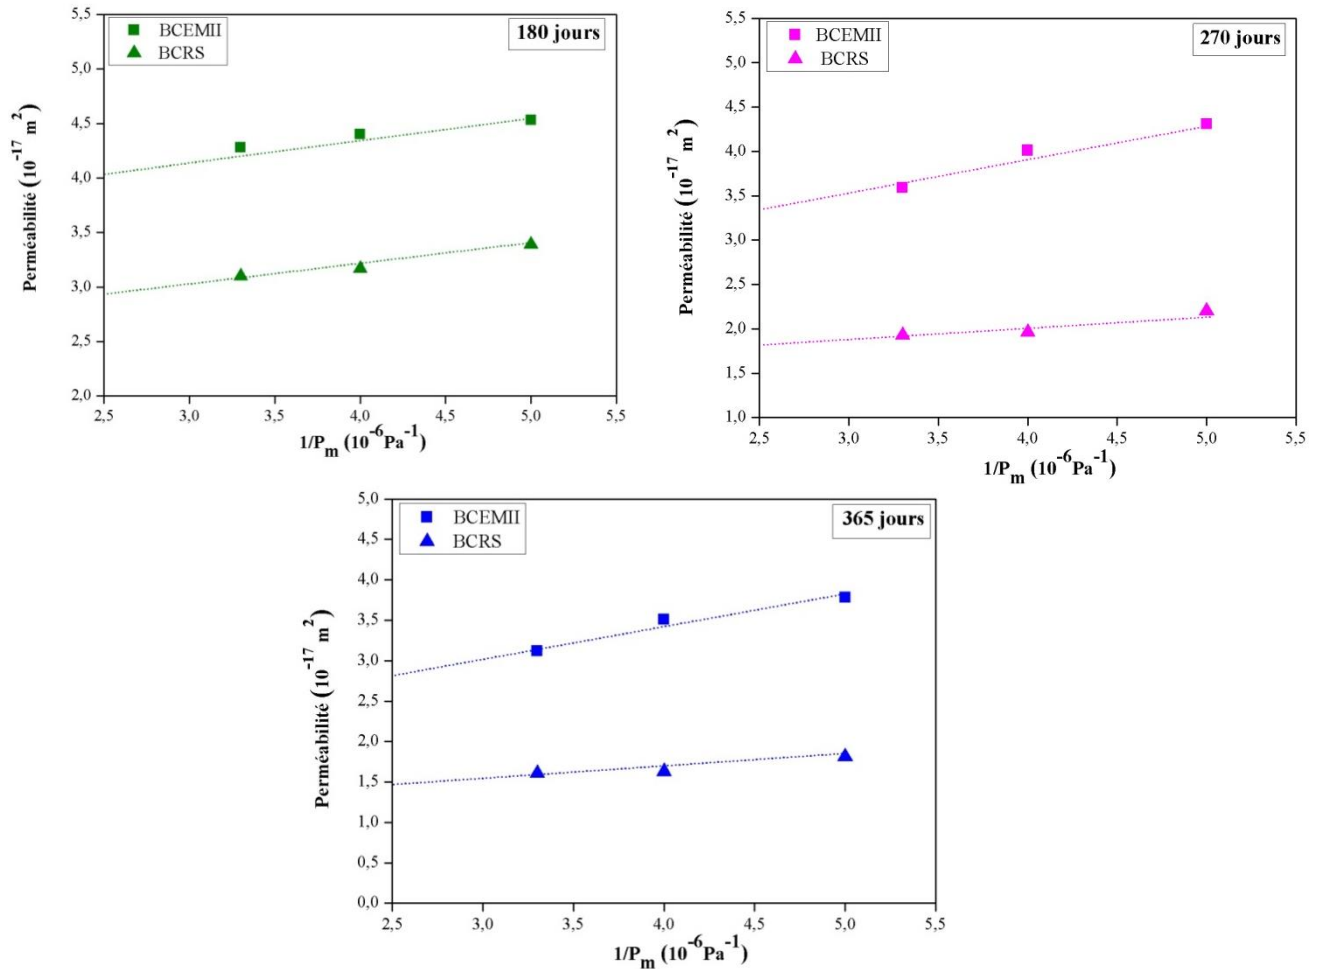 BCEMII
BCRS
180 jours
5,5
5,0
4,5
4,0
3,5
3,0
2,5
2,0
Perméabilité (10⁻¹⁷ m²)
2,5 3,0 3,5 4,0 4,5 5,0 5,5
1/Pₘ (10⁻⁶Pa⁻¹)
BCEMII
BCRS
270 jours
5,5
5,0
4,5
4,0
3,5
3,0
2,5
2,0
1,5
1,0
Perméabilité (10⁻¹⁷ m²)
2,5 3,0 3,5 4,0 4,5 5,0 5,5
1/Pₘ (10⁻⁶Pa⁻¹)
BCEMII
BCRS
365 jours
5,0
4,5
4,0
3,5
3,0
2,5
2,0
1,5
1,0
0,5
0,0
Perméabilité (10⁻¹⁷ m²)
2,5 3,0 3,5 4,0 4,5 5,0 5,5
1/Pₘ (10⁻⁶Pa⁻¹)